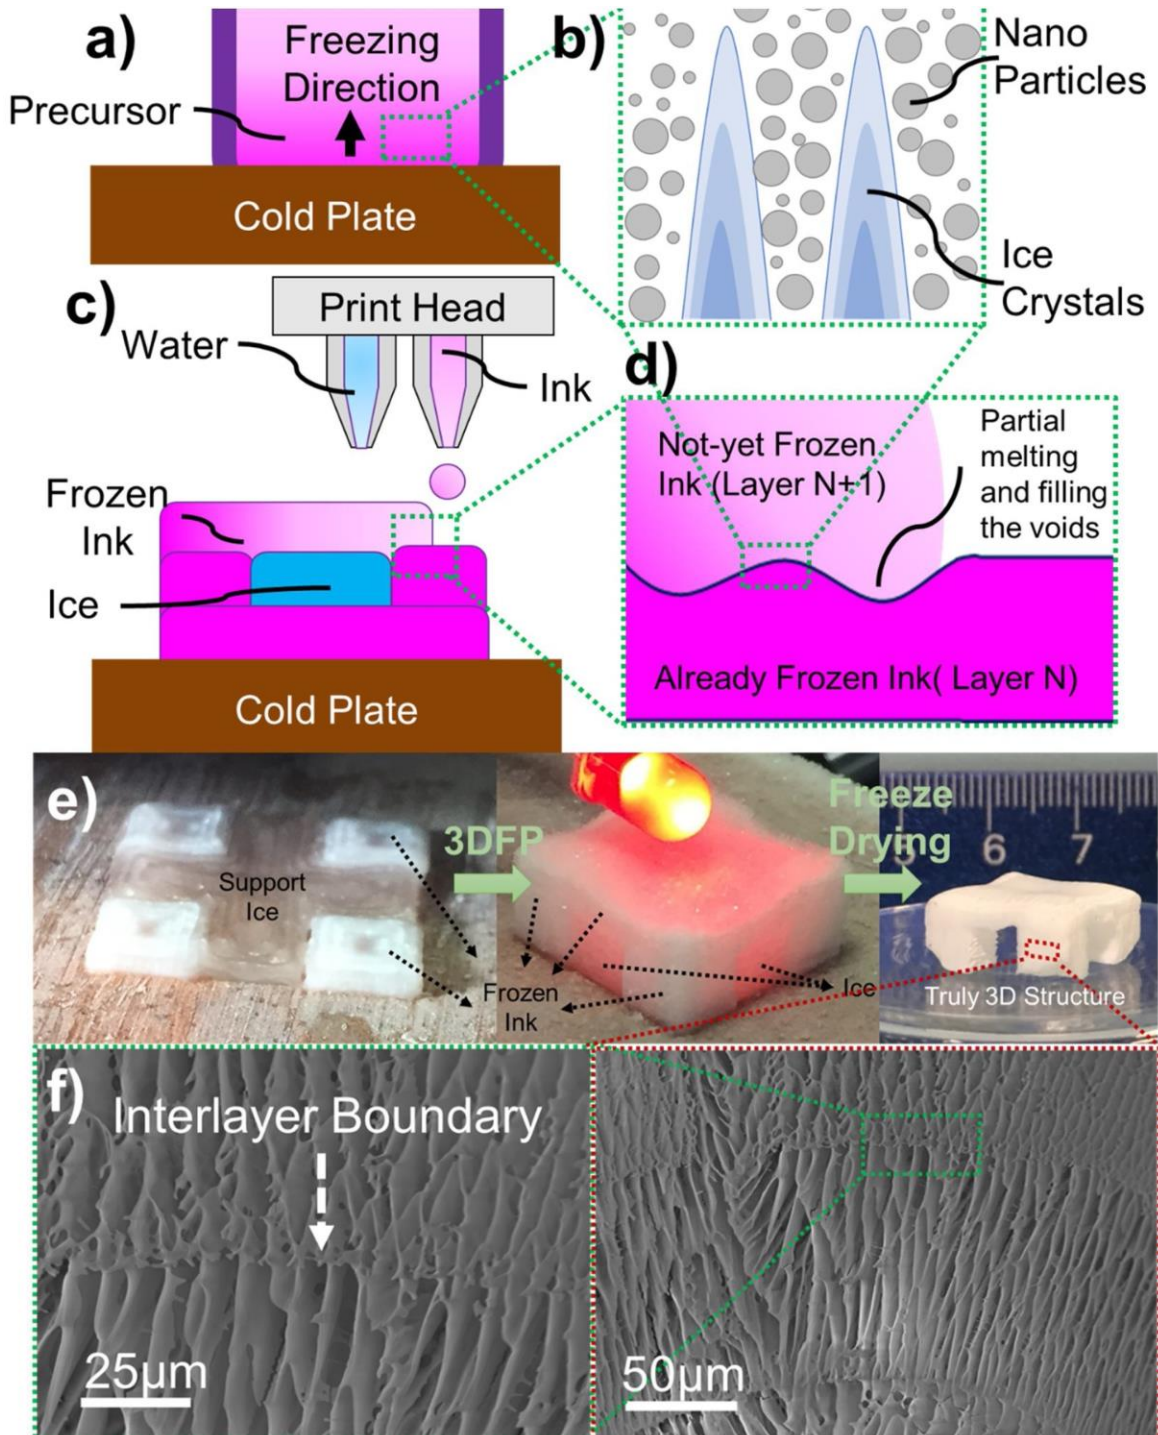 a)
Freezing
Direction
Precursor
Cold Plate
b)
Nano
Particles
Ice
Crystals
c)
Print Head
Water
Ink
Frozen
Ink
Ice
Cold Plate
d)
Not-yet Frozen
Ink (Layer N+1)
Partial
melting
and filling
the voids
Already Frozen Ink( Layer N)
e)
Support
Ice
3DFP
Frozen
Ink
Ice
Freeze
Drying
5 6 7
Truly 3D Structure
f)
Interlayer Boundary
25μm
50μm